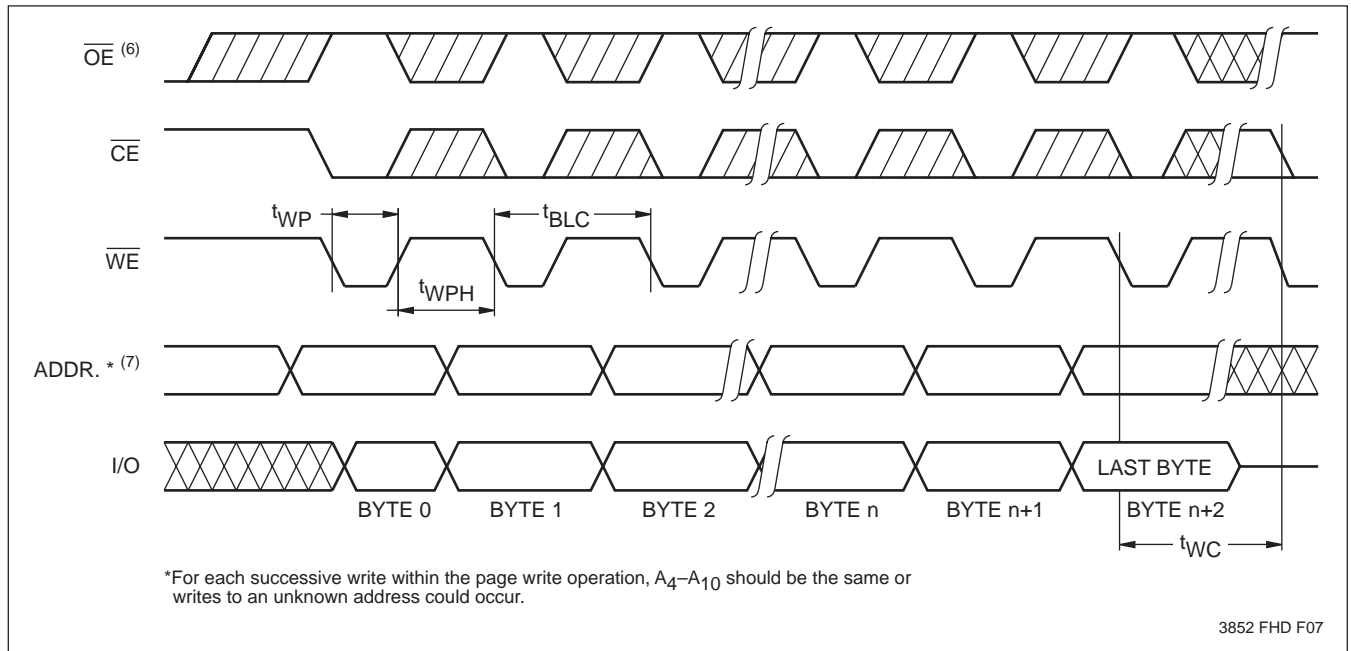 OE (6)
CE
tWP
tBLC
WE
tWPH
ADDR. * (7)
I/O
LAST BYTE
BYTE 0 BYTE 1 BYTE 2 BYTE n BYTE n+1 BYTE n+2
tWC
*For each successive write within the page write operation, A4–A10 should be the same or
writes to an unknown address could occur.
3852 FHD F07